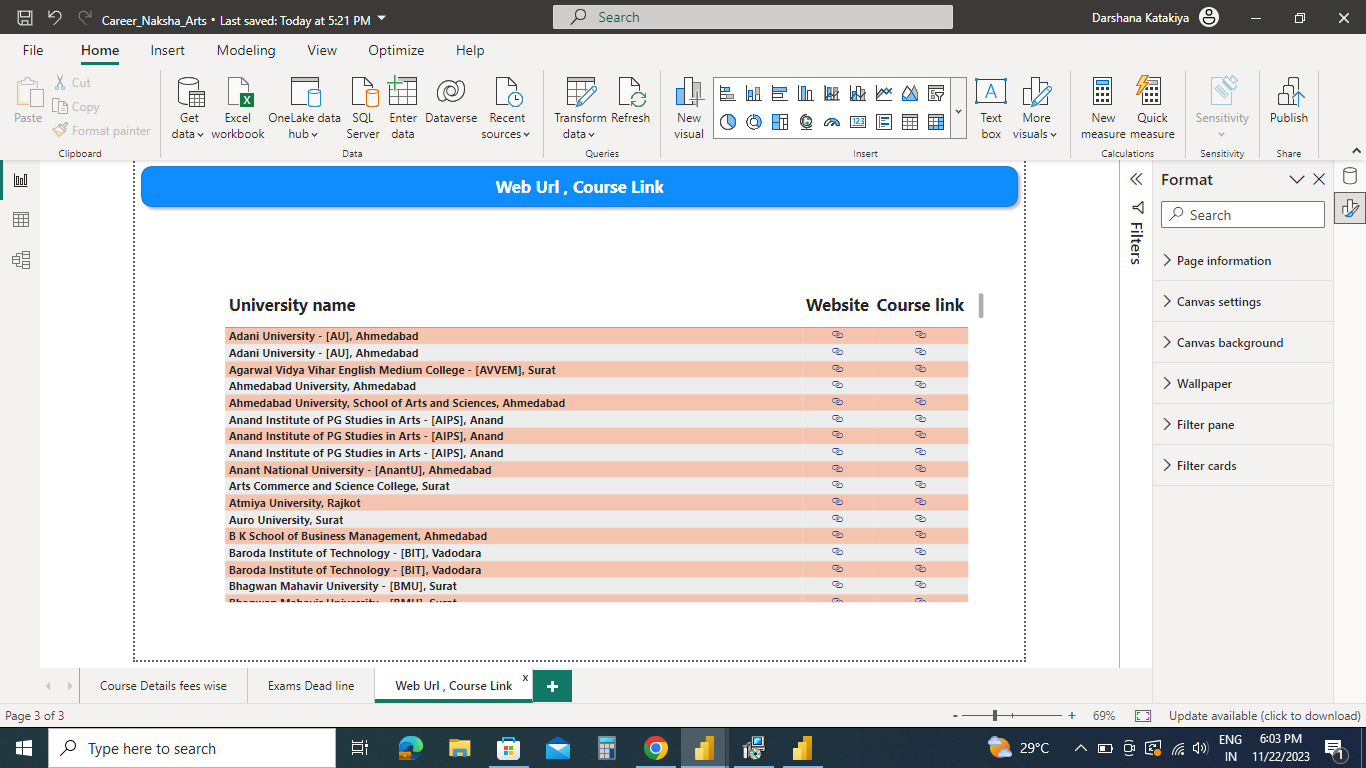 Career_Naksha_Arts • Last saved: Today at 5:21 PM
Search
Darshana Katakiya
File
Home
Insert
Modeling
View
Optimize
Help
Paste
Cut
Copy
Format painter
Clipboard
Get data
Excel workbook
OneLake data hub
SQL Server
Enter data
Dataverse
Recent sources
Data
Transform data
Refresh
Queries
New visual
123
A
Text box
More visuals
Insert
New measure
Quick measure
Calculations
Sensitivity
Sensitivity
Publish
Share
Web Url , Course Link
University name Website Course link
Adani University - [AU], Ahmedabad
Adani University - [AU], Ahmedabad
Agarwal Vidya Vihar English Medium College - [AVVEM], Surat
Ahmedabad University, Ahmedabad
Ahmedabad University, School of Arts and Sciences, Ahmedabad
Anand Institute of PG Studies in Arts - [AIPS], Anand
Anand Institute of PG Studies in Arts - [AIPS], Anand
Anand Institute of PG Studies in Arts - [AIPS], Anand
Anant National University - [AnantU], Ahmedabad
Arts Commerce and Science College, Surat
Atmiya University, Rajkot
Auro University, Surat
B K School of Business Management, Ahmedabad
Baroda Institute of Technology - [BIT], Vadodara
Baroda Institute of Technology - [BIT], Vadodara
Bhagwan Mahavir University - [BMU], Surat
Bhagwan Mahavir University - [BMU], Surat
Filters
Format
Search
Page information
Canvas settings
Canvas background
Wallpaper
Filter pane
Filter cards
Course Details fees wise
Exams Dead line
Web Url , Course Link
x
+
Page 3 of 3
- + 69%
Update available (click to download)
Type here to search
29°C
ENG
IN
6:03 PM
11/22/2023
1